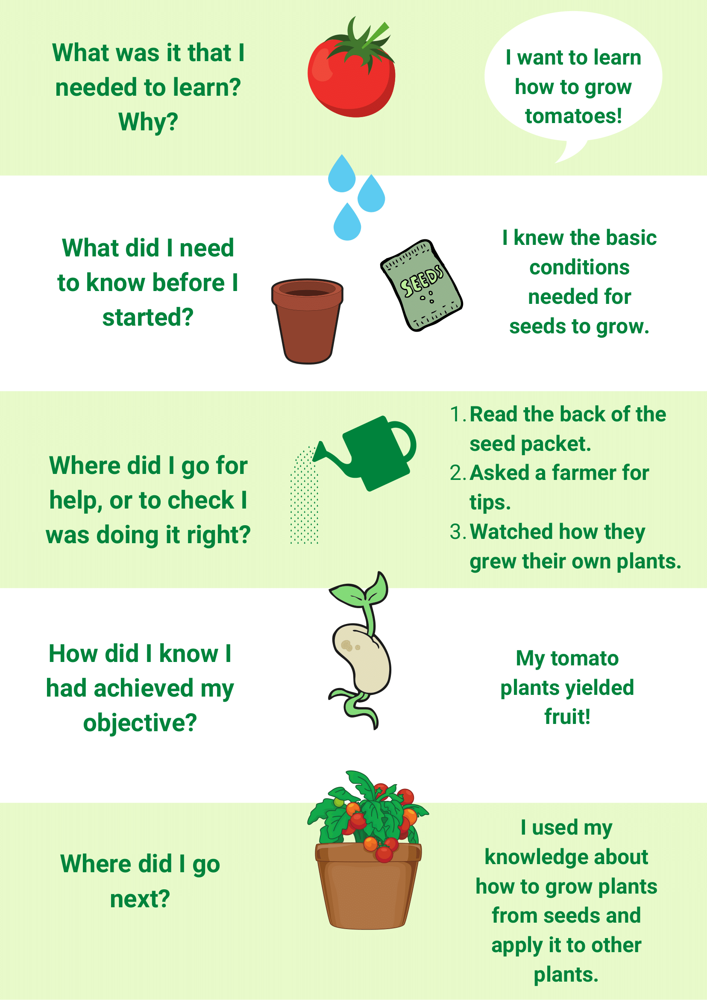 What was it that I
needed to learn?
Why?
I want to learn
how to grow
tomatoes!
What did I need
to know before I
started?
SEEDS
I knew the basic
conditions
needed for
seeds to grow.
Where did I go for
help, or to check I
was doing it right?
1. Read the back of the
seed packet.
2. Asked a farmer for
tips.
3. Watched how they
grew their own plants.
How did I know I
had achieved my
objective?
My tomato
plants yielded
fruit!
Where did I go
next?
I used my
knowledge about
how to grow plants
from seeds and
apply it to other
plants.